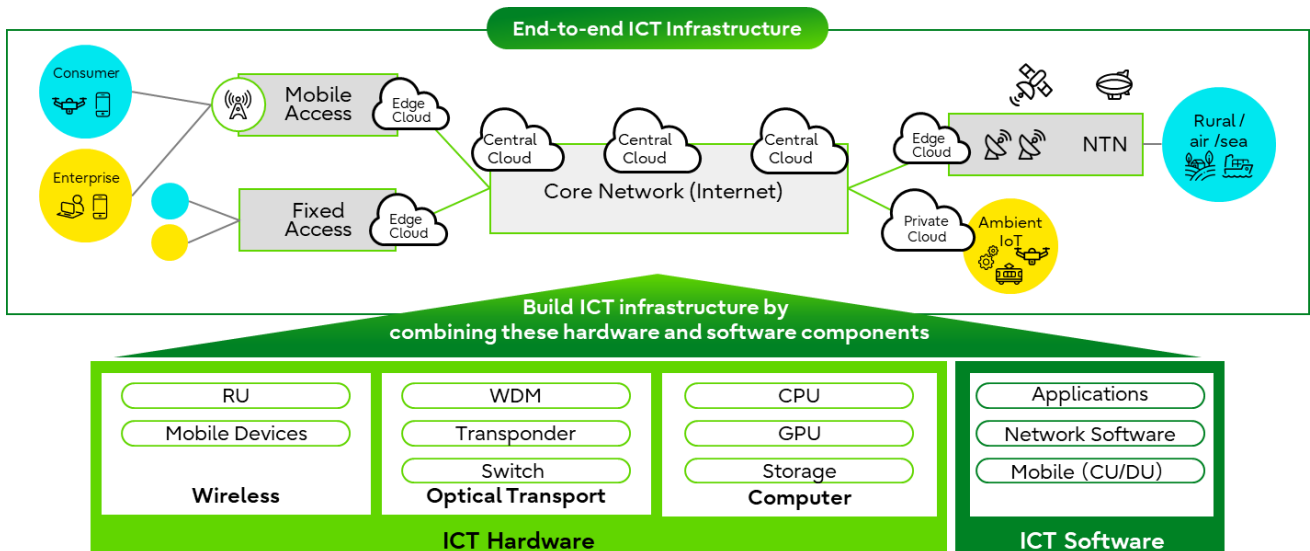 End-to-end ICT Infrastructure
Consumer
Enterprise
Mobile
Access
Edge
Cloud
Fixed
Access
Edge
Cloud
Central
Cloud
Central
Cloud
Central
Cloud
Core Network (Internet)
Edge
Cloud
NTN
Rural /
air /sea
Private
Cloud
Ambient
IoT
Build ICT infrastructure by
combining these hardware and software components
RU
Mobile Devices
Wireless
WDM
Transponder
Switch
Optical Transport
CPU
GPU
Storage
Computer
ICT Hardware
Applications
Network Software
Mobile (CU/DU)
ICT Software